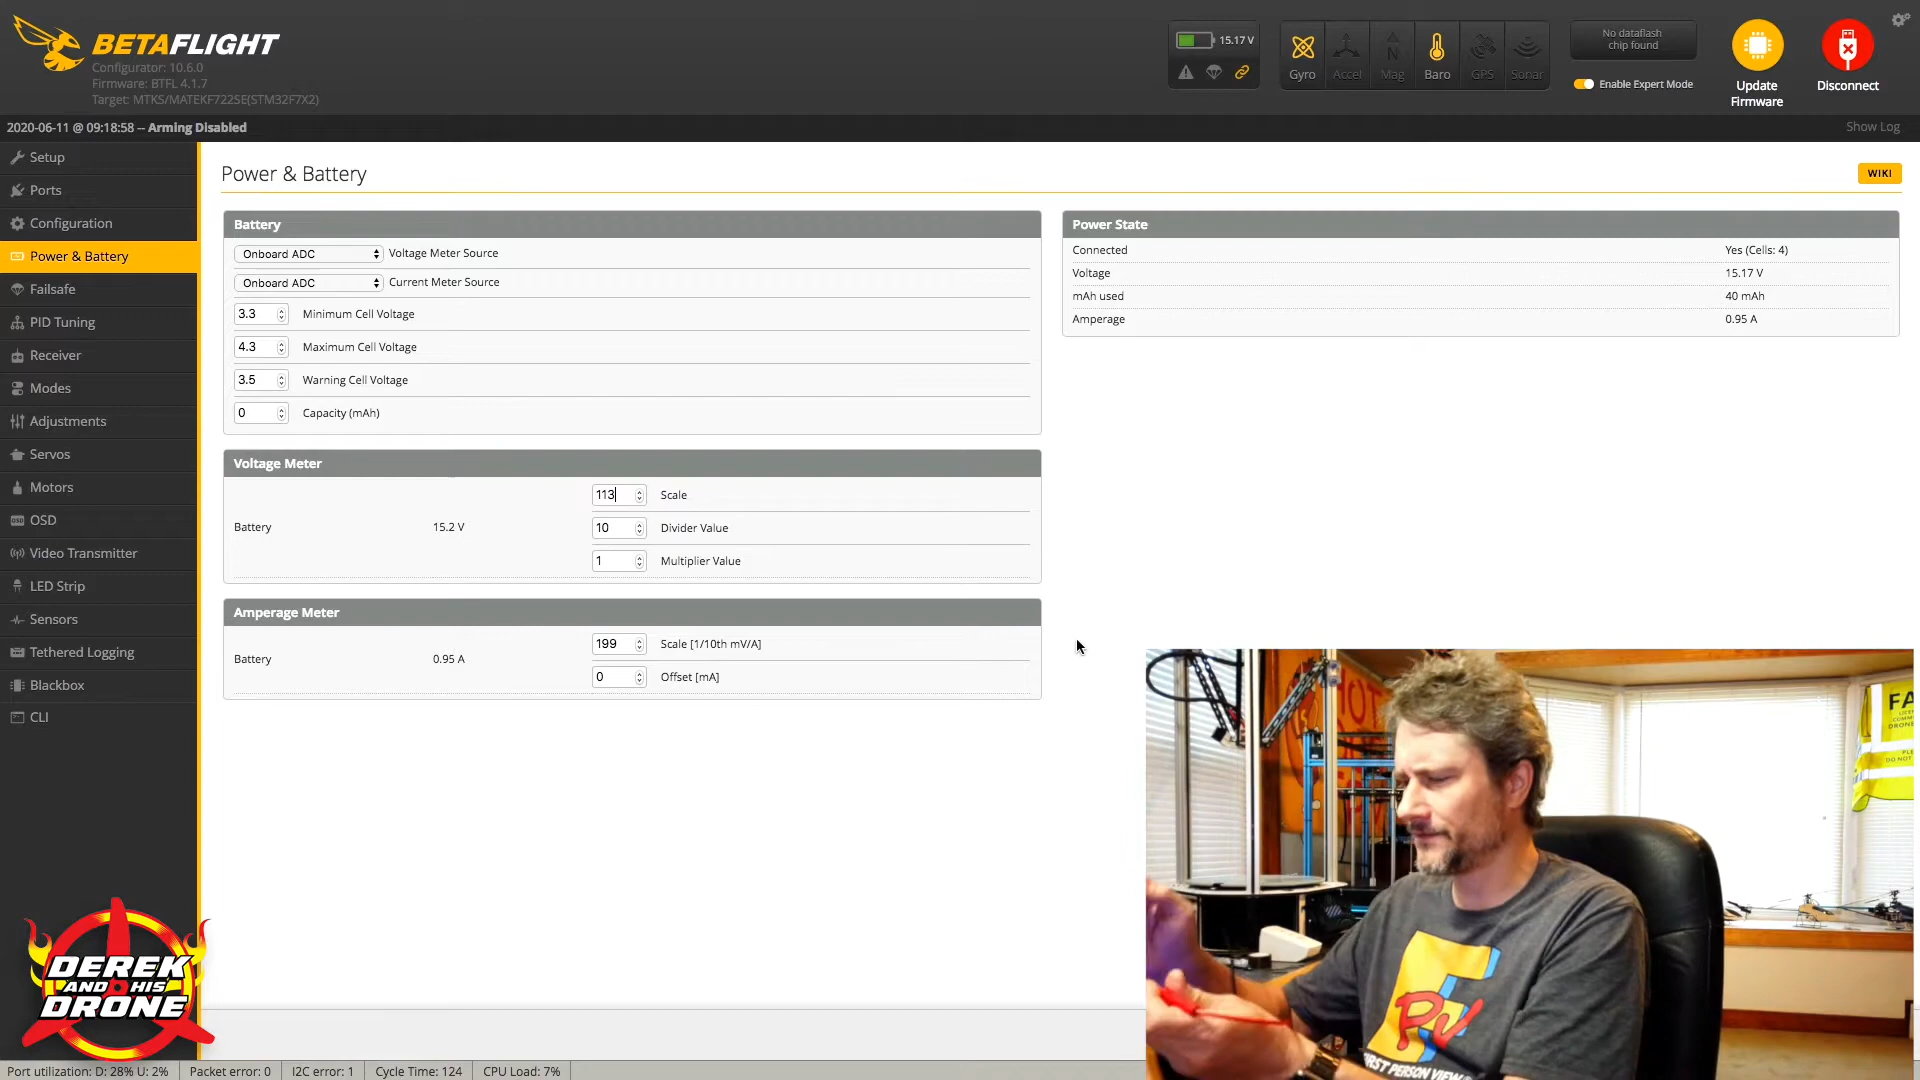 BETAFLIGHT
Configurator: 10.6.0
Firmware: BTFL 4.1.7
Target: MTKS/MATEKF722SE(STM32F7X2)
15.17 V
Gyro
Accel
Mag
Baro
GPS
Sonar
No dataflash
chip found
Enable Expert Mode
Update
Firmware
Disconnect
2020-06-11 @ 09:18:58 -- Arming Disabled
Show Log
Setup
Ports
Configuration
Power & Battery
Failsafe
PID Tuning
Receiver
Modes
Adjustments
Servos
Motors
OSD
Video Transmitter
LED Strip
Sensors
Tethered Logging
Blackbox
CLI
Power & Battery
WIKI
Battery
Onboard ADC Voltage Meter Source
Onboard ADC Current Meter Source
3.3 Minimum Cell Voltage
4.3 Maximum Cell Voltage
3.5 Warning Cell Voltage
0 Capacity (mAh)
Power State
Connected Yes (Cells: 4)
Voltage 15.17 V
mAh used 40 mAh
Amperage 0.95 A
Voltage Meter
113 Scale
Battery 15.2 V 10 Divider Value
1 Multiplier Value
Amperage Meter
199 Scale [1/10th mV/A]
Battery 0.95 A
0 Offset [mA]
DEREK
AND HIS
DRONE
FA
DRONE
DO NOT
FIRST PERSON VIEW
Port utilization: D: 28% U: 2%
Packet error: 0
I2C error: 1
Cycle Time: 124
CPU Load: 7%